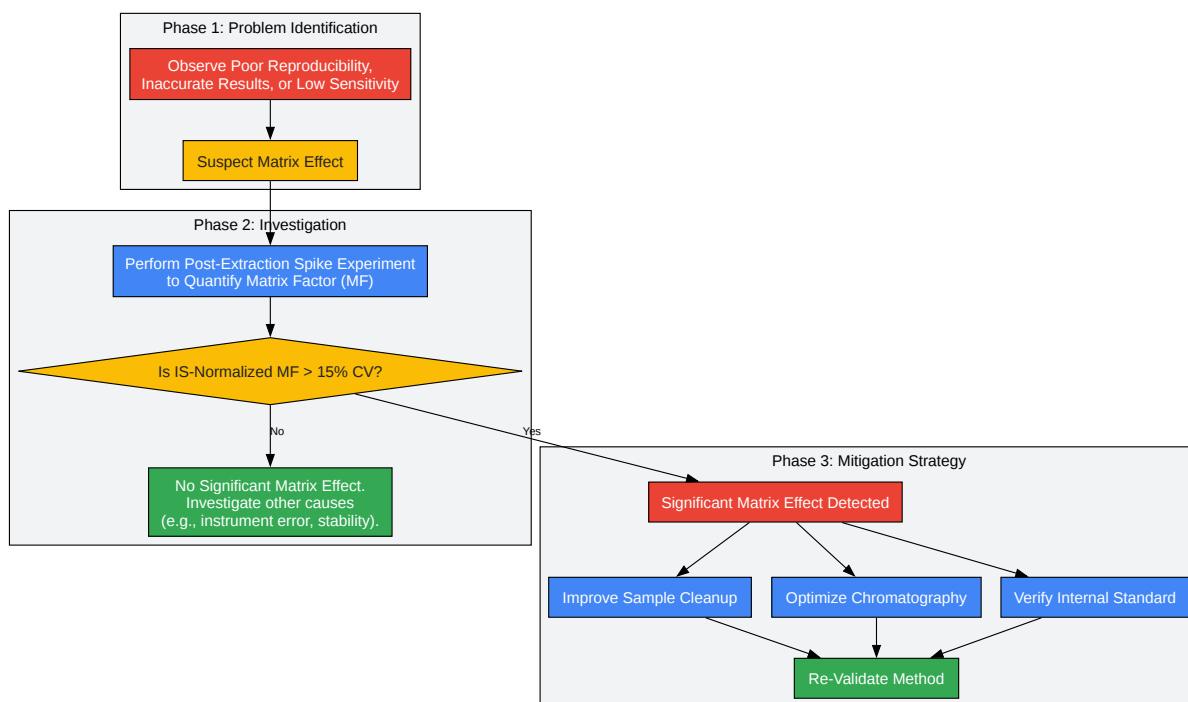 Phase 1: Problem Identification
Observe Poor Reproducibility,
Inaccurate Results, or Low Sensitivity
Suspect Matrix Effect
Phase 2: Investigation
Perform Post-Extraction Spike Experiment
to Quantify Matrix Factor (MF)
Is IS-Normalized MF > 15% CV?
No
Yes
No Significant Matrix Effect.
Investigate other causes
(e.g., instrument error, stability).
Phase 3: Mitigation Strategy
Significant Matrix Effect Detected
Improve Sample Cleanup
Optimize Chromatography
Verify Internal Standard
Re-Validate Method